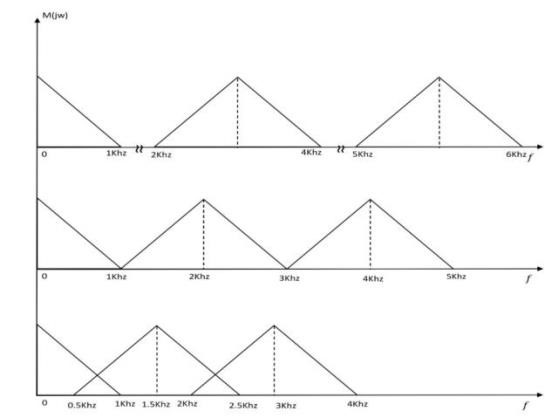 M(jw)
0 1Khz 2Khz 4Khz 5Khz 6Khz f
0 1Khz 2Khz 3Khz 4Khz 5Khz f
0 0.5Khz 1Khz 1.5Khz 2Khz 2.5Khz 3Khz 4Khz f